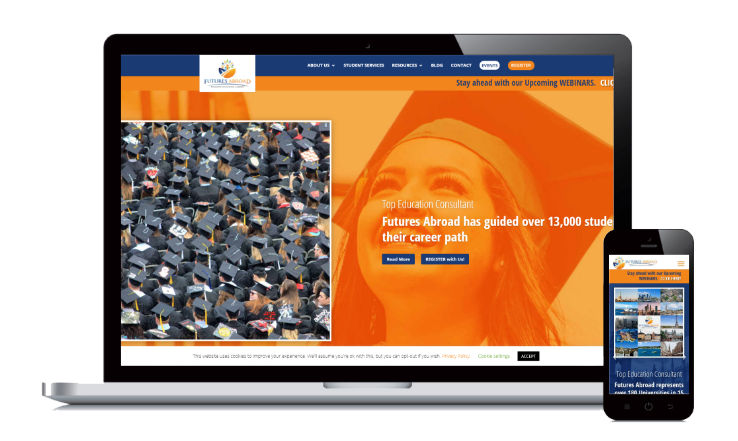 ABOUT US
STUDENT SERVICES
RESOURCES
BLOG
CONTACT
EVENTS
REGISTER
FUTURES ABROAD
Stay ahead with our Upcoming WEBINARS. CLIC
Top Education Consultant
Futures Abroad has guided over 13,000 stude
their career path
Read More
REGISTER with Us!
This website uses cookies to improve your experience. We'll assume you're ok with this, but you can opt-out if you wish. Privacy Policy Cookie settings ACCEPT
FUTURES ABROAD
Stay ahead with our Upcoming
WEBINARS. CLICK HERE!
Top Education Consultant
Futures Abroad represents
over 180 Universities in 15